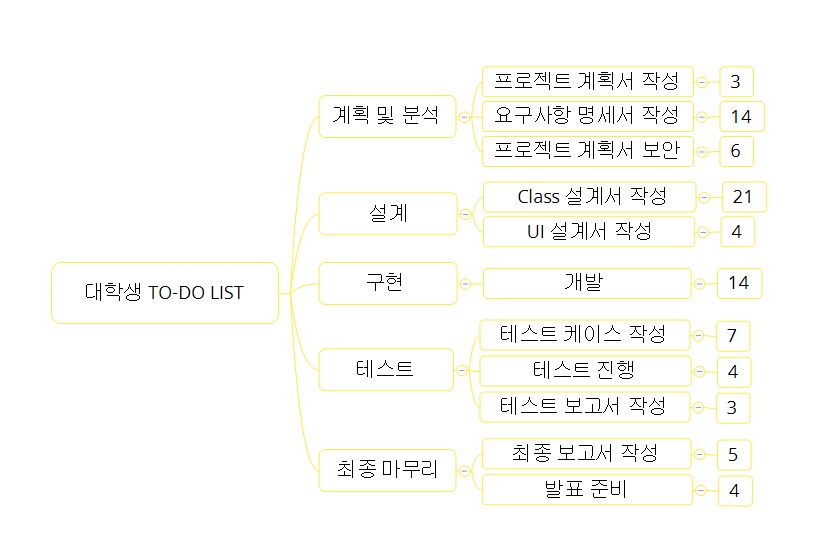 대학생 TO-DO LIST
계획 및 분석
프로젝트 계획서 작성 3
요구사항 명세서 작성 14
프로젝트 계획서 보안 6
설계
Class 설계서 작성 21
UI 설계서 작성 4
구현
개발 14
테스트
테스트 케이스 작성 7
테스트 진행 4
테스트 보고서 작성 3
최종 마무리
최종 보고서 작성 5
발표 준비 4